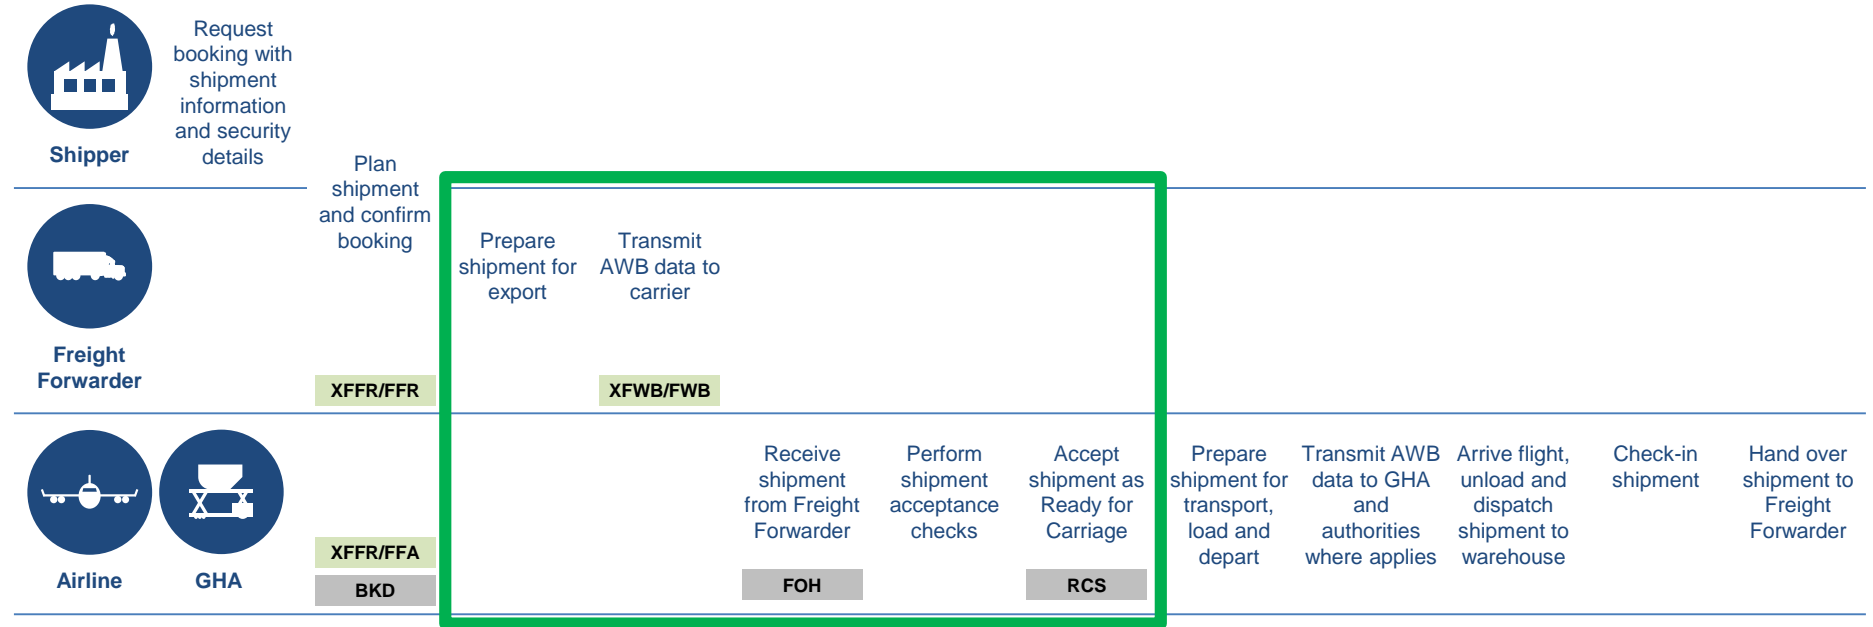 Request
booking with
shipment
information
and security
details
Shipper
Plan
shipment
and confirm
booking
Prepare
shipment for
export
Transmit
AWB data to
carrier
Freight
Forwarder
XFFR/FFR
XFWB/FWB
Receive
shipment
from Freight
Forwarder
Perform
shipment
acceptance
checks
Accept
shipment as
Ready for
Carriage
Prepare
shipment for
transport,
load and
depart
Transmit AWB
data to GHA
and
authorities
where applies
Arrive flight,
unload and
dispatch
shipment to
warehouse
Check-in
shipment
Hand over
shipment to
Freight
Forwarder
Airline
GHA
XFFR/FFA
BKD
FOH
RCS